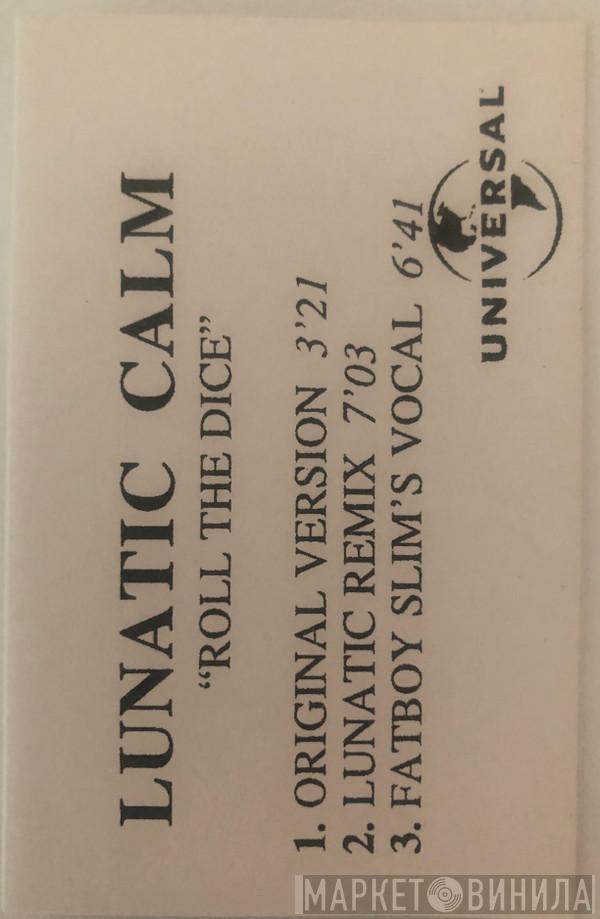 LUNATIC CALM
“ROLL THE DICE”
1. ORIGINAL VERSION 3’21
2. LUNATIC REMIX 7’03
3. FATBOY SLIM’S VOCAL 6’41
UNIVERSAL
МАРКЕТ ВИНИЛА